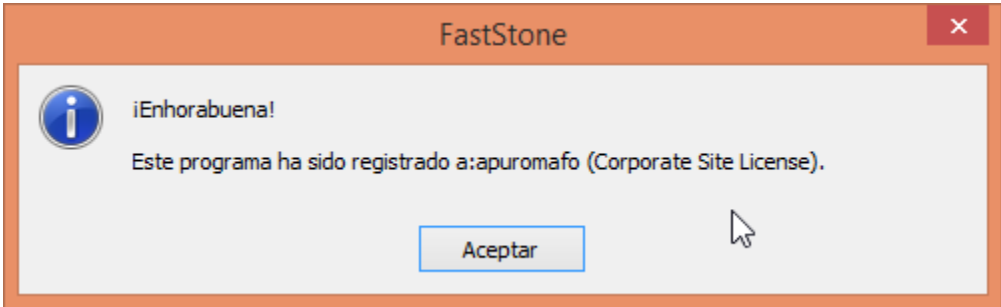 FastStone
¡Enhorabuena!
Este programa ha sido registrado a:apuromafo (Corporate Site License).
Aceptar